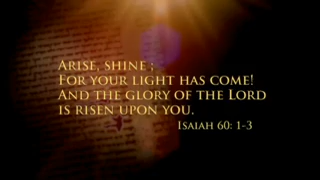 Arise, shine ;
For your light has come!
And the glory of the Lord
is risen upon you.
Isaiah 60: 1-3